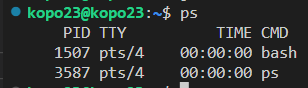 kopo23@kopo23:~$ ps
PID TTY TIME CMD
1507 pts/4 00:00:00 bash
3587 pts/4 00:00:00 ps